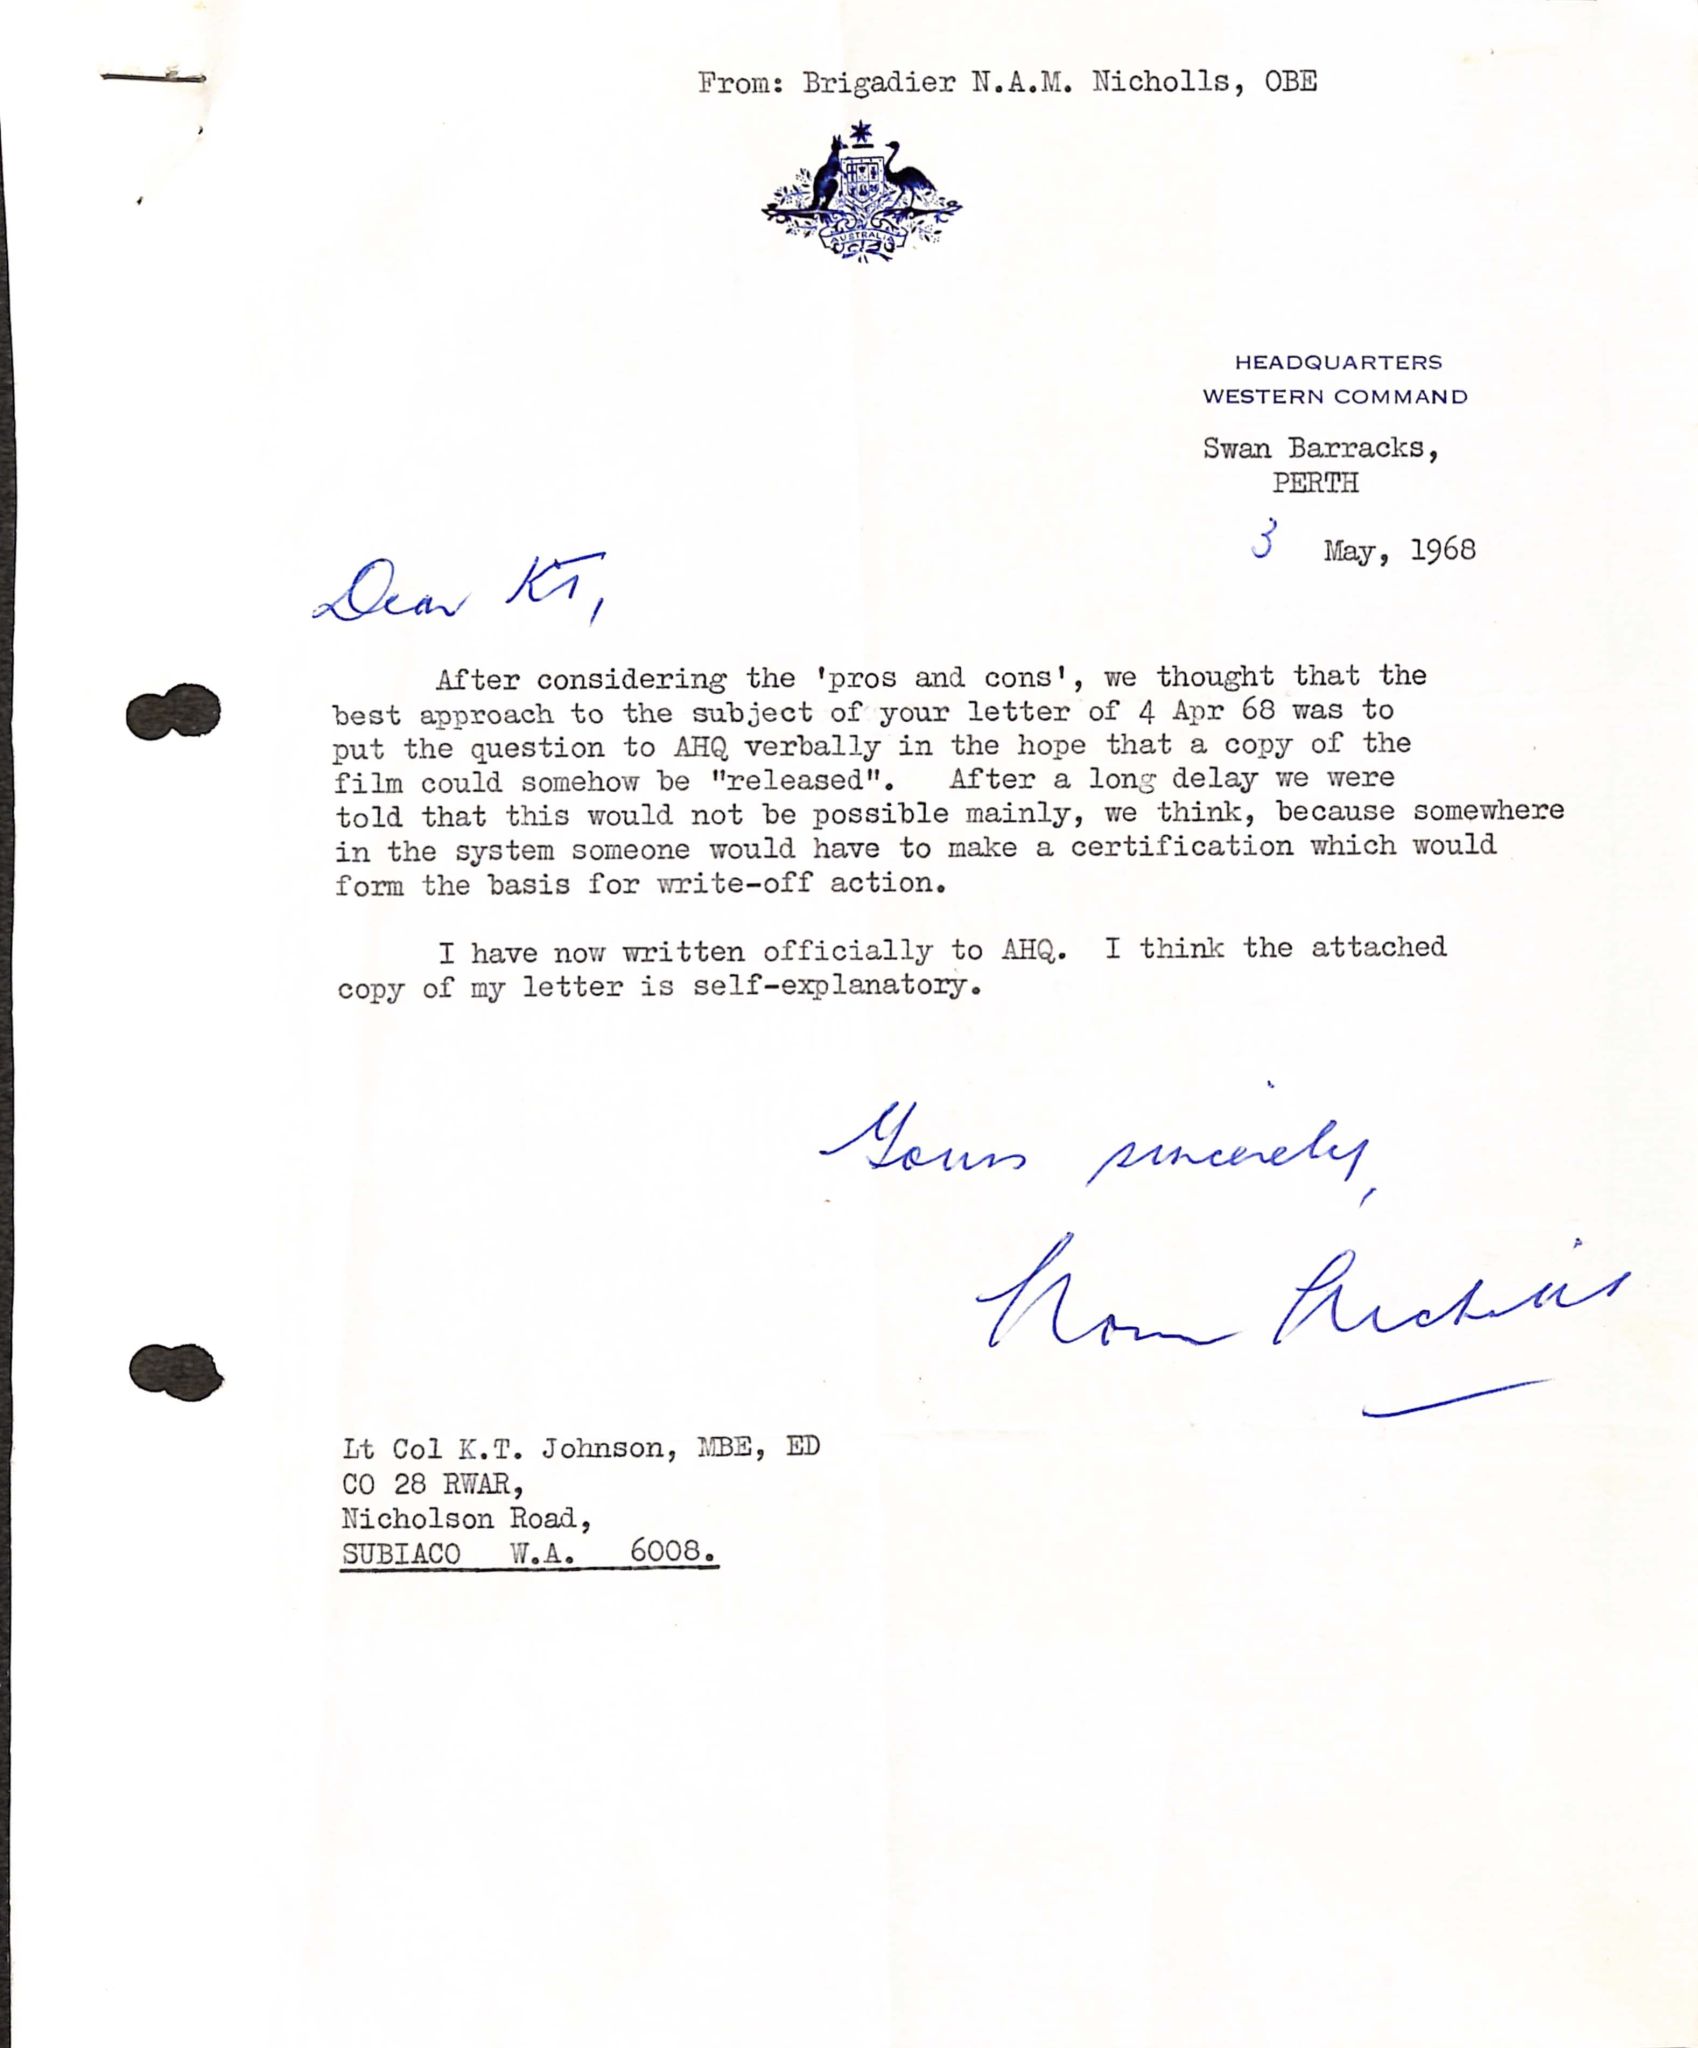 From: Brigadier N.A.M. Nicholls, OBE
AUSTRALIA
HEADQUARTERS
WESTERN COMMAND
Swan Barracks,
PERTH
3 May, 1968
Dear KT,
After considering the 'pros and cons', we thought that the
best approach to the subject of your letter of 4 Apr 68 was to
put the question to AHQ verbally in the hope that a copy of the
film could somehow be "released". After a long delay we were
told that this would not be possible mainly, we think, because somewhere
in the system someone would have to make a certification which would
form the basis for write-off action.
I have now written officially to AHQ. I think the attached
copy of my letter is self-explanatory.
Yours sincerely,
Norm Nicholls
Lt Col K.T. Johnson, MBE, ED
CO 28 RWAR,
Nicholson Road,
SUBIACO W.A. 6008.